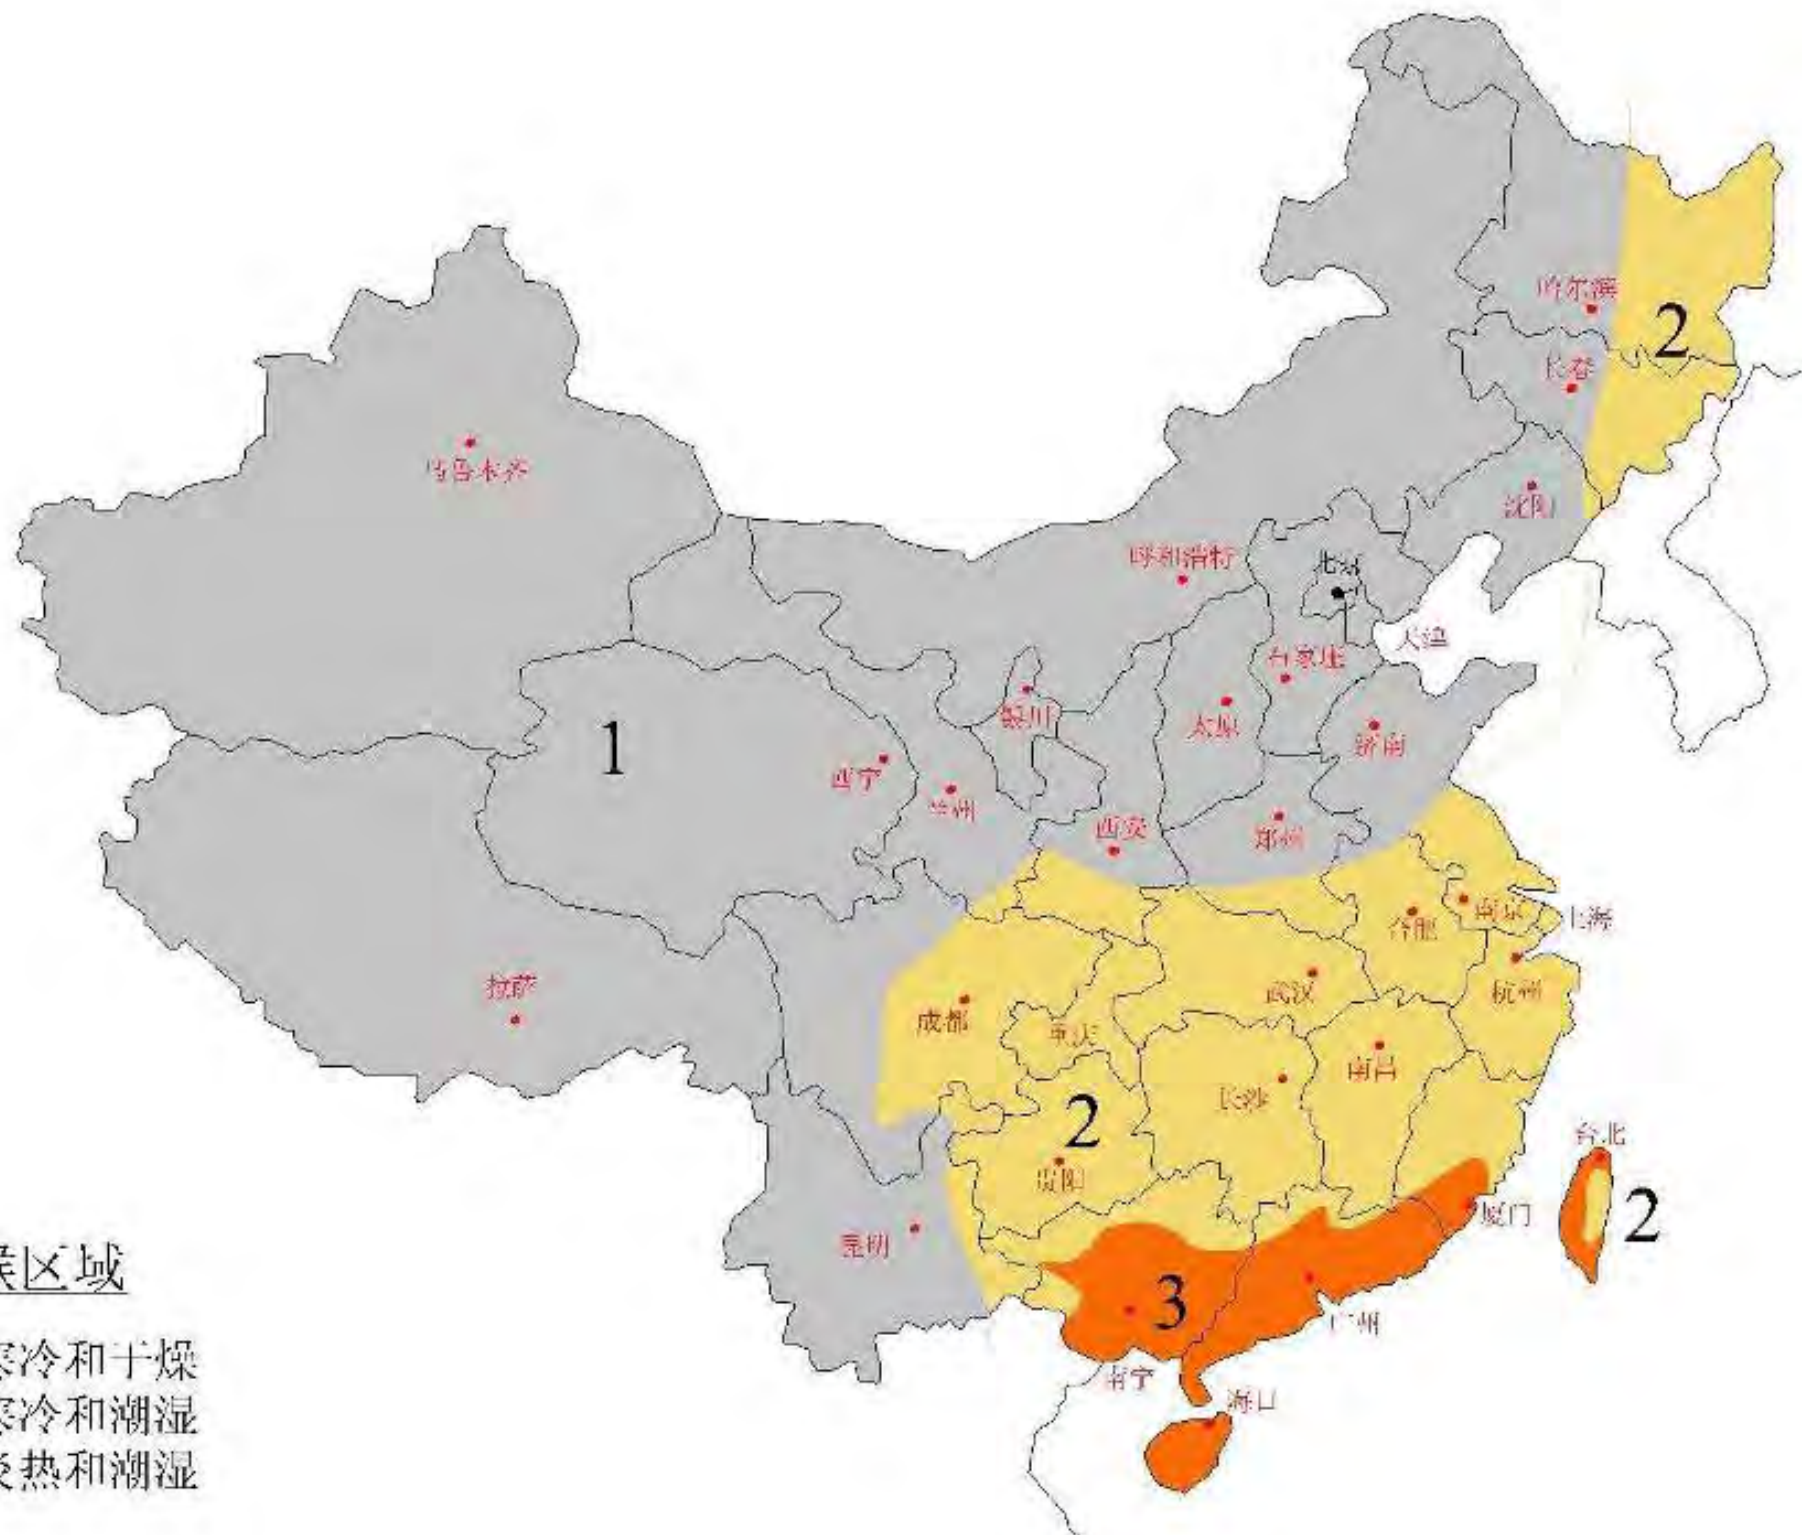 哈尔滨
2
长春
乌鲁木齐
沈阳
呼和浩特
北京
天津
石家庄
银川
太原
济南
1
西宁
兰州
西安
郑州
南京
上海
合肥
拉萨
武汉
杭州
成都
重庆
南昌
长沙
2
贵阳
台北
厦门
2
昆明
3
广州
南宁
海口
候区域
寒冷和干燥
寒冷和潮湿
炎热和潮湿